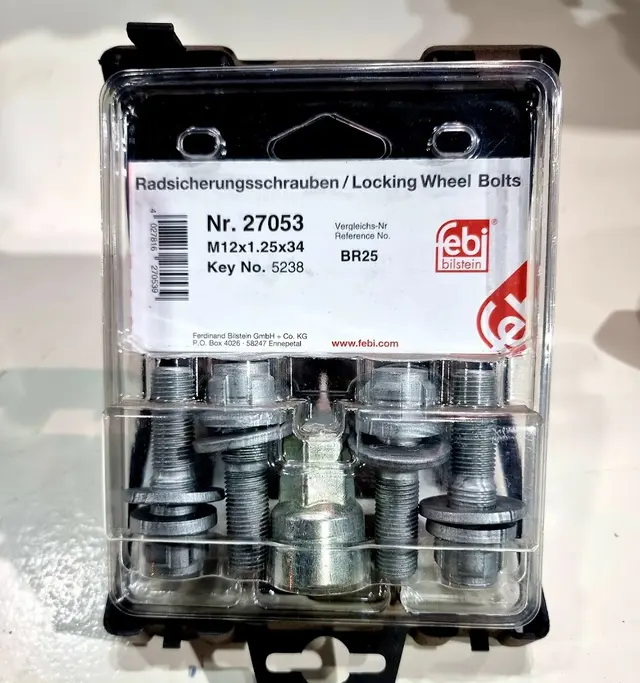 Radsicherungsschrauben / Locking Wheel Bolts
4 027816 270539
Nr. 27053
M12x1.25x34
Key No. 5238
Vergleichs-Nr
Reference No.
BR25
febi®
bilstein
fe
Ferdinand Bilstein GmbH + Co. KG
P.O. Box 4026 · 58247 Ennepetal
www.febi.com